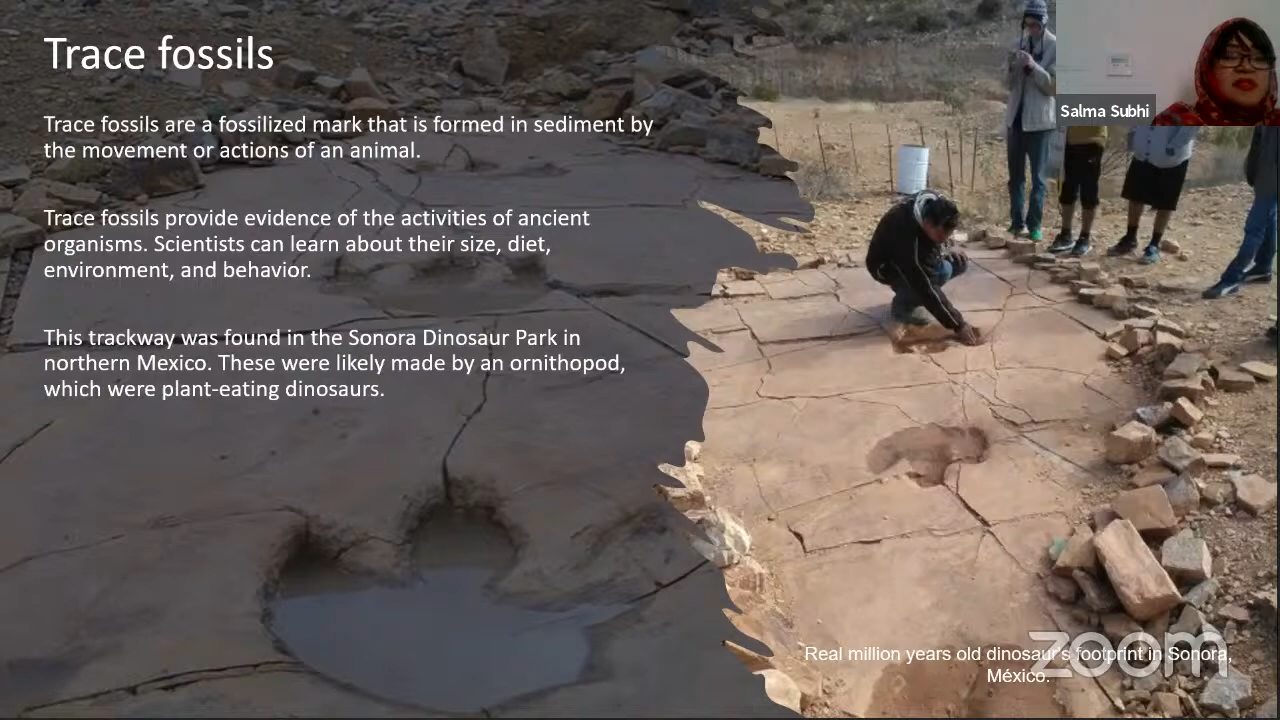 Trace fossils
Salma Subhi
Trace fossils are a fossilized mark that is formed in sediment by
the movement or actions of an animal.
Trace fossils provide evidence of the activities of ancient
organisms. Scientists can learn about their size, diet,
environment, and behavior.
This trackway was found in the Sonora Dinosaur Park in
northern Mexico. These were likely made by an ornithopod,
which were plant-eating dinosaurs.
zoom
Real million years old dinosaur's footprint in Sonora,
México.